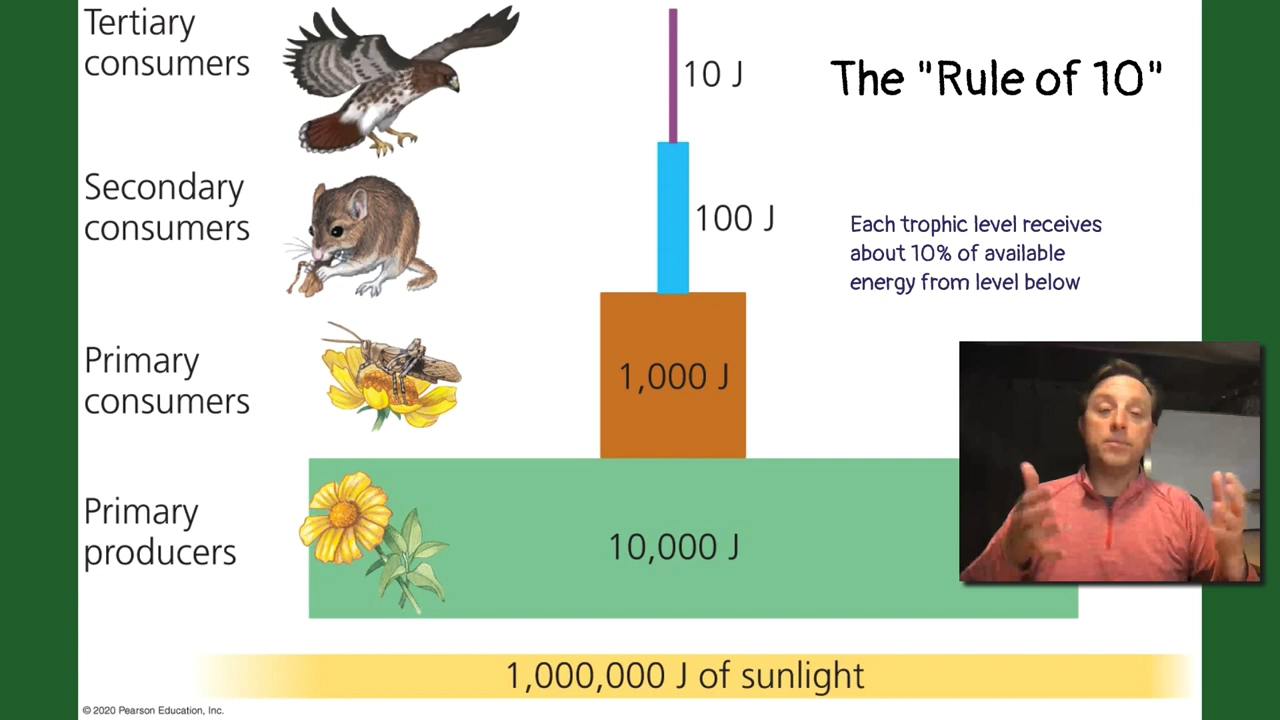 Tertiary
consumers
10 J
The "Rule of 10"
Secondary
consumers
100 J
Each trophic level receives
about 10% of available
energy from level below
Primary
consumers
1,000 J
Primary
producers
10,000 J
1,000,000 J of sunlight
© 2020 Pearson Education, Inc.